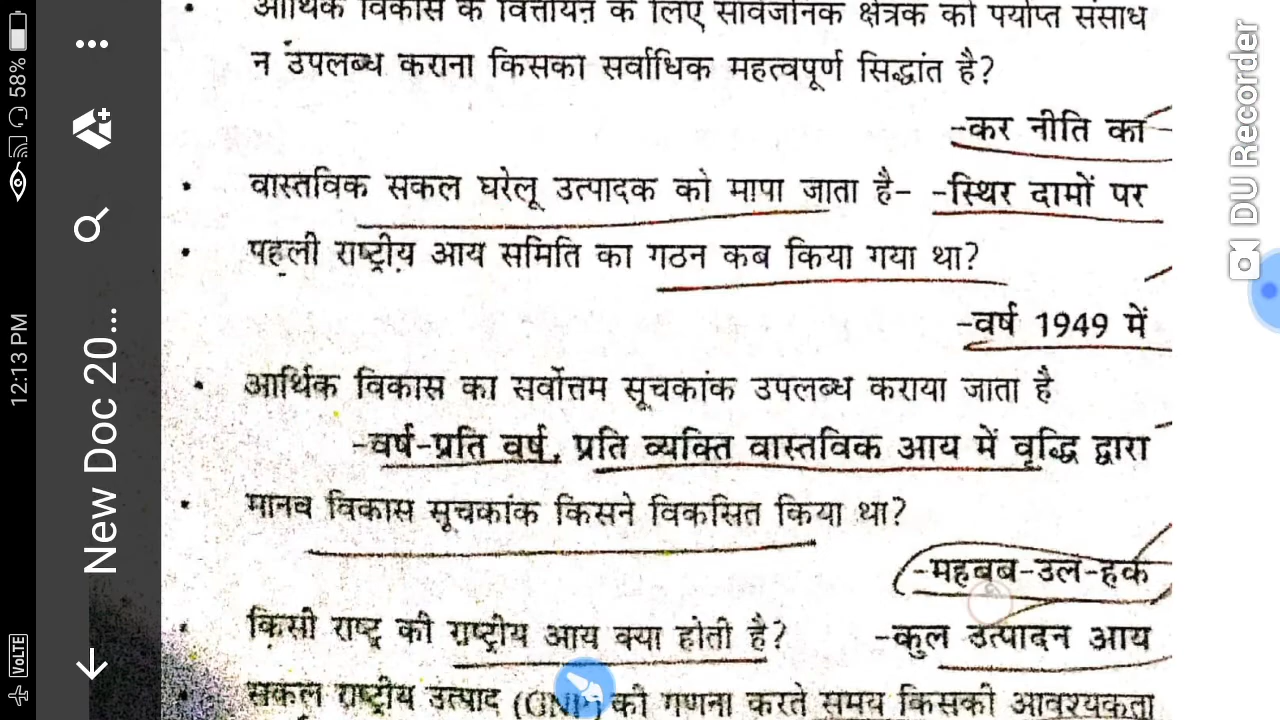 आर्थिक विकास के वित्तीयन के लिए सार्वजनिक क्षेत्रक को पर्याप्त संसाध
न उपलब्ध कराना किसका सर्वाधिक महत्वपूर्ण सिद्धांत है?
-कर नीति का
• वास्तविक सकल घरेलू उत्पादक को मापा जाता है- -स्थिर दामों पर
• पहली राष्ट्रीय आय समिति का गठन कब किया गया था?
-वर्ष 1949 में
• आर्थिक विकास का सर्वोत्तम सूचकांक उपलब्ध कराया जाता है
-वर्ष-प्रति वर्ष, प्रति व्यक्ति वास्तविक आय में वृद्धि द्वारा
• मानव विकास सूचकांक किसने विकसित किया था?
-महबब-उल-हक
• किसी राष्ट्र की राष्ट्रीय आय क्या होती है? -कुल उत्पादन आय
• सकल राष्ट्रीय उत्पाद (GNP) की गणना करते समय किसकी आवश्यकता
New Doc 20...
58%
12:13 PM
VoLTE
DU Recorder